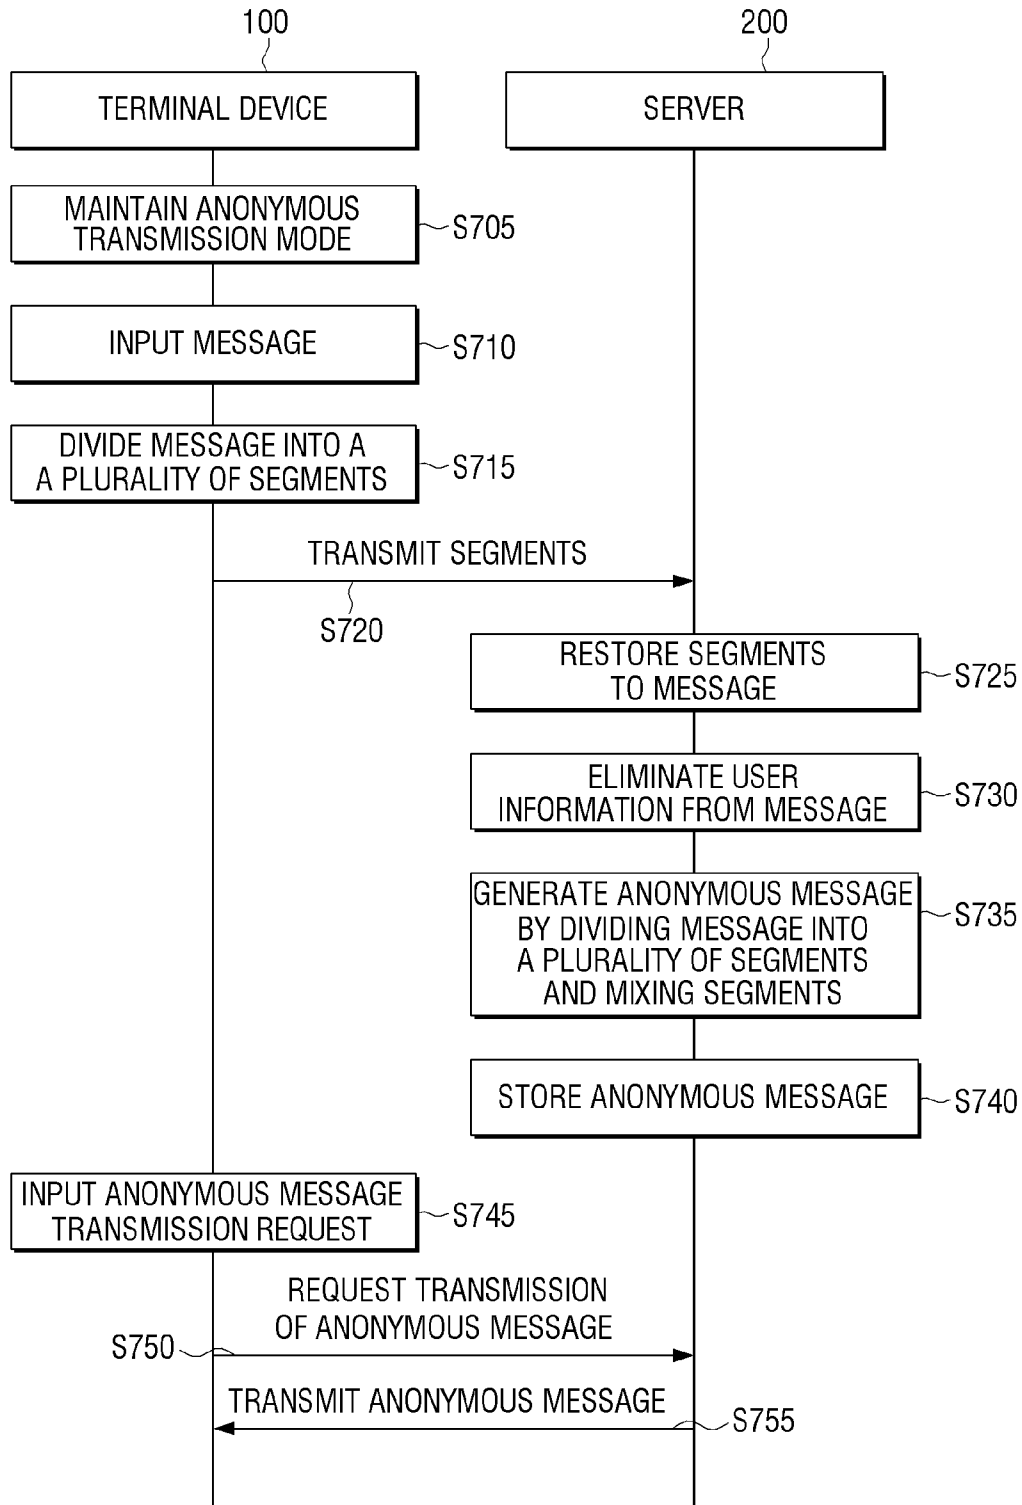 100
200
TERMINAL DEVICE
SERVER
MAINTAIN ANONYMOUS
TRANSMISSION MODE
S705
INPUT MESSAGE
S710
DIVIDE MESSAGE INTO A
A PLURALITY OF SEGMENTS
S715
TRANSMIT SEGMENTS
S720
RESTORE SEGMENTS
TO MESSAGE
S725
ELIMINATE USER
INFORMATION FROM MESSAGE
S730
GENERATE ANONYMOUS MESSAGE
BY DIVIDING MESSAGE INTO
A PLURALITY OF SEGMENTS
AND MIXING SEGMENTS
S735
STORE ANONYMOUS MESSAGE
S740
INPUT ANONYMOUS MESSAGE
TRANSMISSION REQUEST
S745
REQUEST TRANSMISSION
OF ANONYMOUS MESSAGE
S750
TRANSMIT ANONYMOUS MESSAGE
S755